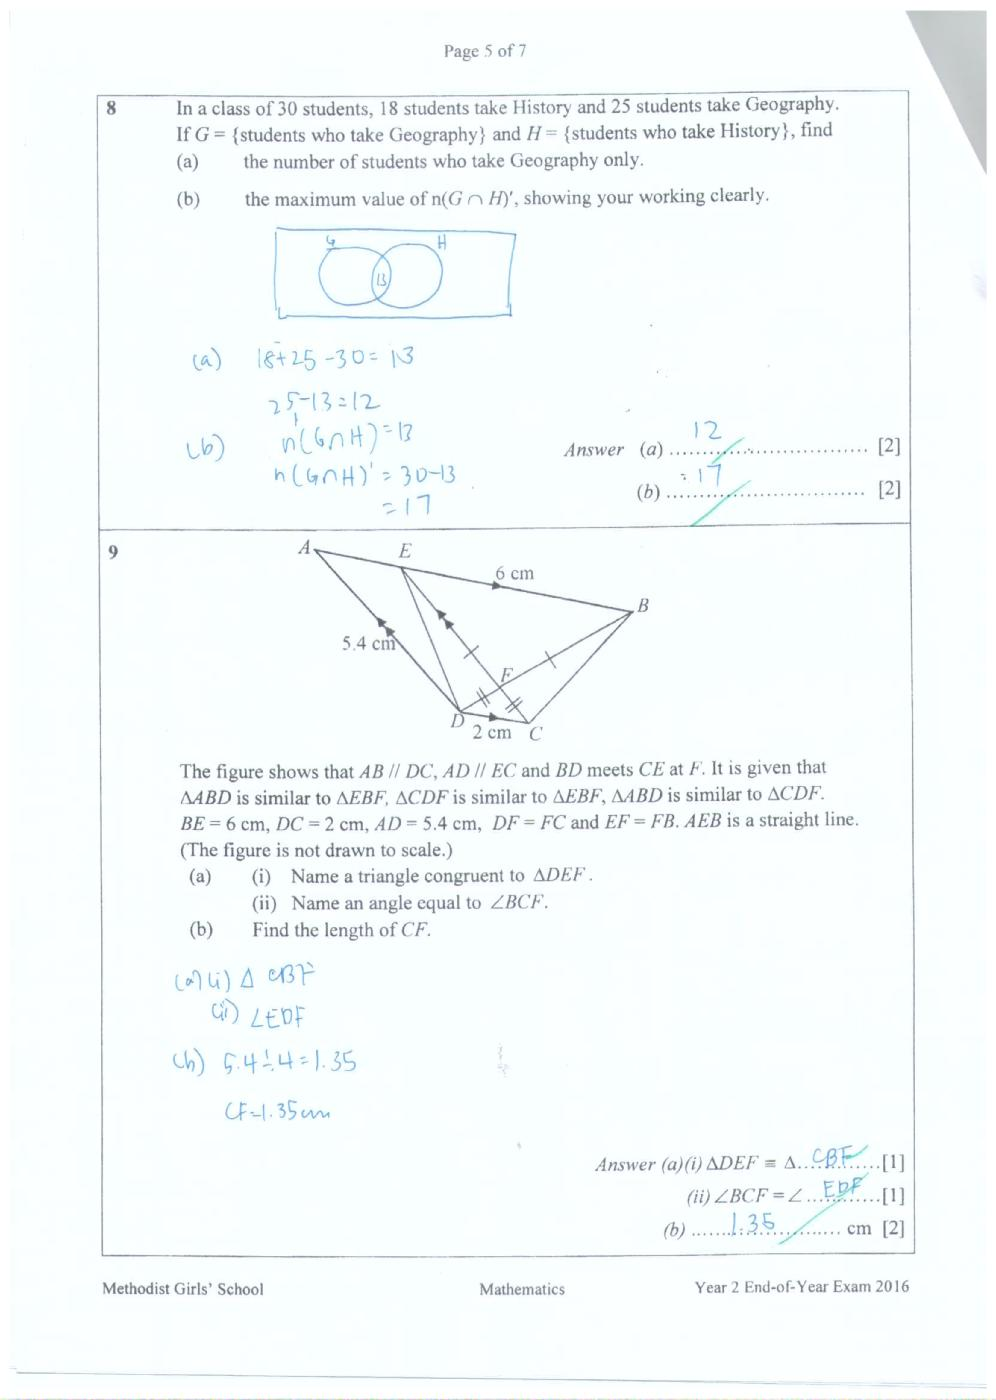 Page 5 of 7
8 In a class of 30 students, 18 students take History and 25 students take Geography.
If G = {students who take Geography} and H = {students who take History}, find
(a) the number of students who take Geography only.
(b) the maximum value of n(G ∩ H)′, showing your working clearly.
G H
13
(a) 18+25-30= 13
25-13=12
(b) n(G∩H)=13
n(G∩H)' = 30-13
=17
Answer (a) 12 [2]
(b) = 17 [2]
9
A E
6 cm
B
5.4 cm
F
D 2 cm C
The figure shows that AB // DC, AD // EC and BD meets CE at F. It is given that
ΔABD is similar to ΔEBF, ΔCDF is similar to ΔEBF, ΔABD is similar to ΔCDF.
BE = 6 cm, DC = 2 cm, AD = 5.4 cm, DF = FC and EF = FB. AEB is a straight line.
(The figure is not drawn to scale.)
(a) (i) Name a triangle congruent to ΔDEF.
(ii) Name an angle equal to ∠BCF.
(b) Find the length of CF.
(a)(i) Δ CBF
(ii) ∠EDF
(b) 5.4÷4=1.35
CF=1.35cm
Answer (a)(i) ΔDEF ≡ Δ CBF [1]
(ii) ∠BCF = ∠ EDF [1]
(b) 1.35 cm [2]
Methodist Girls' School Mathematics Year 2 End-of-Year Exam 2016